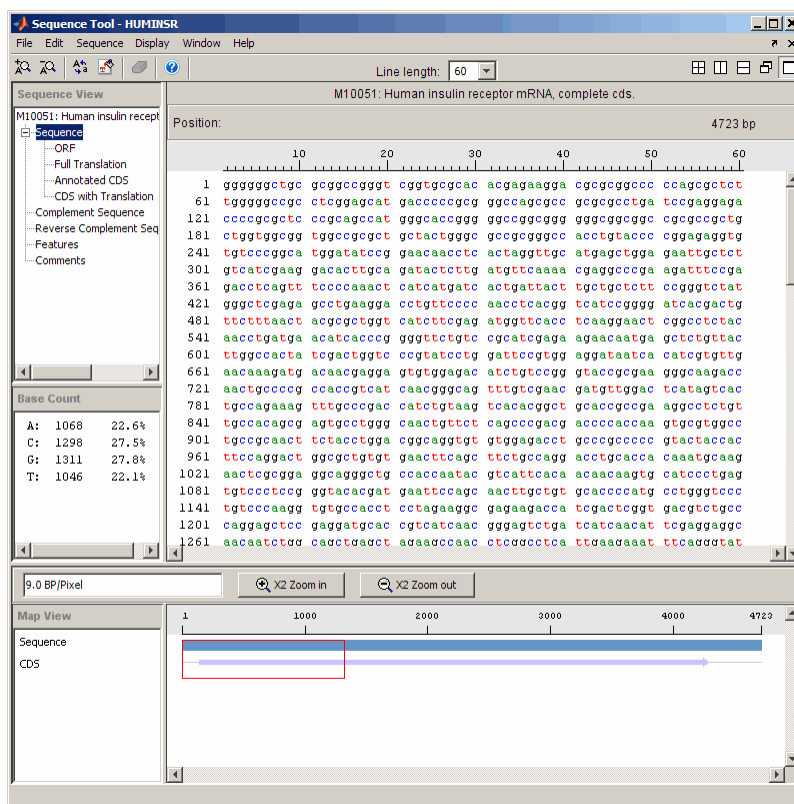 Sequence Tool - HUMINSR
File Edit Sequence Display Window Help
Line length: 60
Sequence View
M10051: Human insulin recept
Sequence
ORF
Full Translation
Annotated CDS
CDS with Translation
Complement Sequence
Reverse Complement Seq
Features
Comments
M10051: Human insulin receptor mRNA, complete cds.
Position: 4723 bp
10 20 30 40 50 60
1 ggggggctgc gcggccgggt cggtgcgcac acgagaagga cgcgcggccc ccagcgctct
61 tgggggccgc ctcggagcat gacccccgcg ggccagcgcc gcgcgcctga tccgaggaga
121 ccccgcgctc ccgcagccat gggcaccggg ggccggcggg gggcggcggc cgcgccgctg
181 ctggtggcgg tggccgcgct gctactgggc gccgcgggcc acctgtaccc cggagaggtg
241 tgtcccggca tggatatccg gaacaacctc actaggttgc atgagctgga gaattgctct
301 gtcatcgaag gacacttgca gatactcttg atgttcaaaa cgaggcccga agatttccga
361 gacctcagtt tccccaaact catcatgatc actgattact tgctgctctt ccgggtctat
421 gggctcgaga gcctgaagga cctgttcccc aacctcacgg tcatccgggg atcacgactg
481 ttctttaact acgcgctggt catcttcgag atggttcacc tcaaggaact cggcctctac
541 aacctgatga acatcacccg gggttctgtc cgcatcgaga agaacaatga gctctgttac
601 ttggccacta tcgactggtc ccgtatcctg gattccgtgg aggataatca catcgtgttg
661 aacaaagatg acaacgagga gtgtggagac atctgtccgg gtaccgcgaa gggcaagacc
721 aactgccccg ccaccgtcat caacgggcag tttgtcgaac gatgttggac tcatagtcac
781 tgccagaaag tttgcccgac catctgtaag tcacacggct gcaccgccga aggcctctgt
841 tgccacagcg agtgcctggg caactgttct cagcccgacg accccaccaa gtgcgtggcc
901 tgccgcaact tctacctgga cggcaggtgt gtggagacct gcccgccccc gtactaccac
961 ttccaggact ggcgctgtgt gaacttcagc ttctgccagg acctgcacca caaatgcaag
1021 aactcgcgga ggcagggctg ccaccaatac gtcattcaca acaacaagtg catccctgag
1081 tgtccctccg ggtacacgat gaattccagc aacttgctgt gcaccccatg cctgggtccc
1141 tgtcccaagg tgtgccacct cctagaaggc gagaagacca tcgactcggt gacgtctgcc
1201 caggagctcc gaggatgcac cgtcatcaac gggagtctga tcatcaacat tcgaggaggc
1261 aacaatctgg cagctgagct agaagccaac ctcggcctca ttgaagaaat ttcagggtat
Base Count
A: 1068 22.6%
C: 1298 27.5%
G: 1311 27.8%
T: 1046 22.1%
9.0 BP/Pixel X2 Zoom in X2 Zoom out
Map View
1 1000 2000 3000 4000 4723
Sequence
CDS